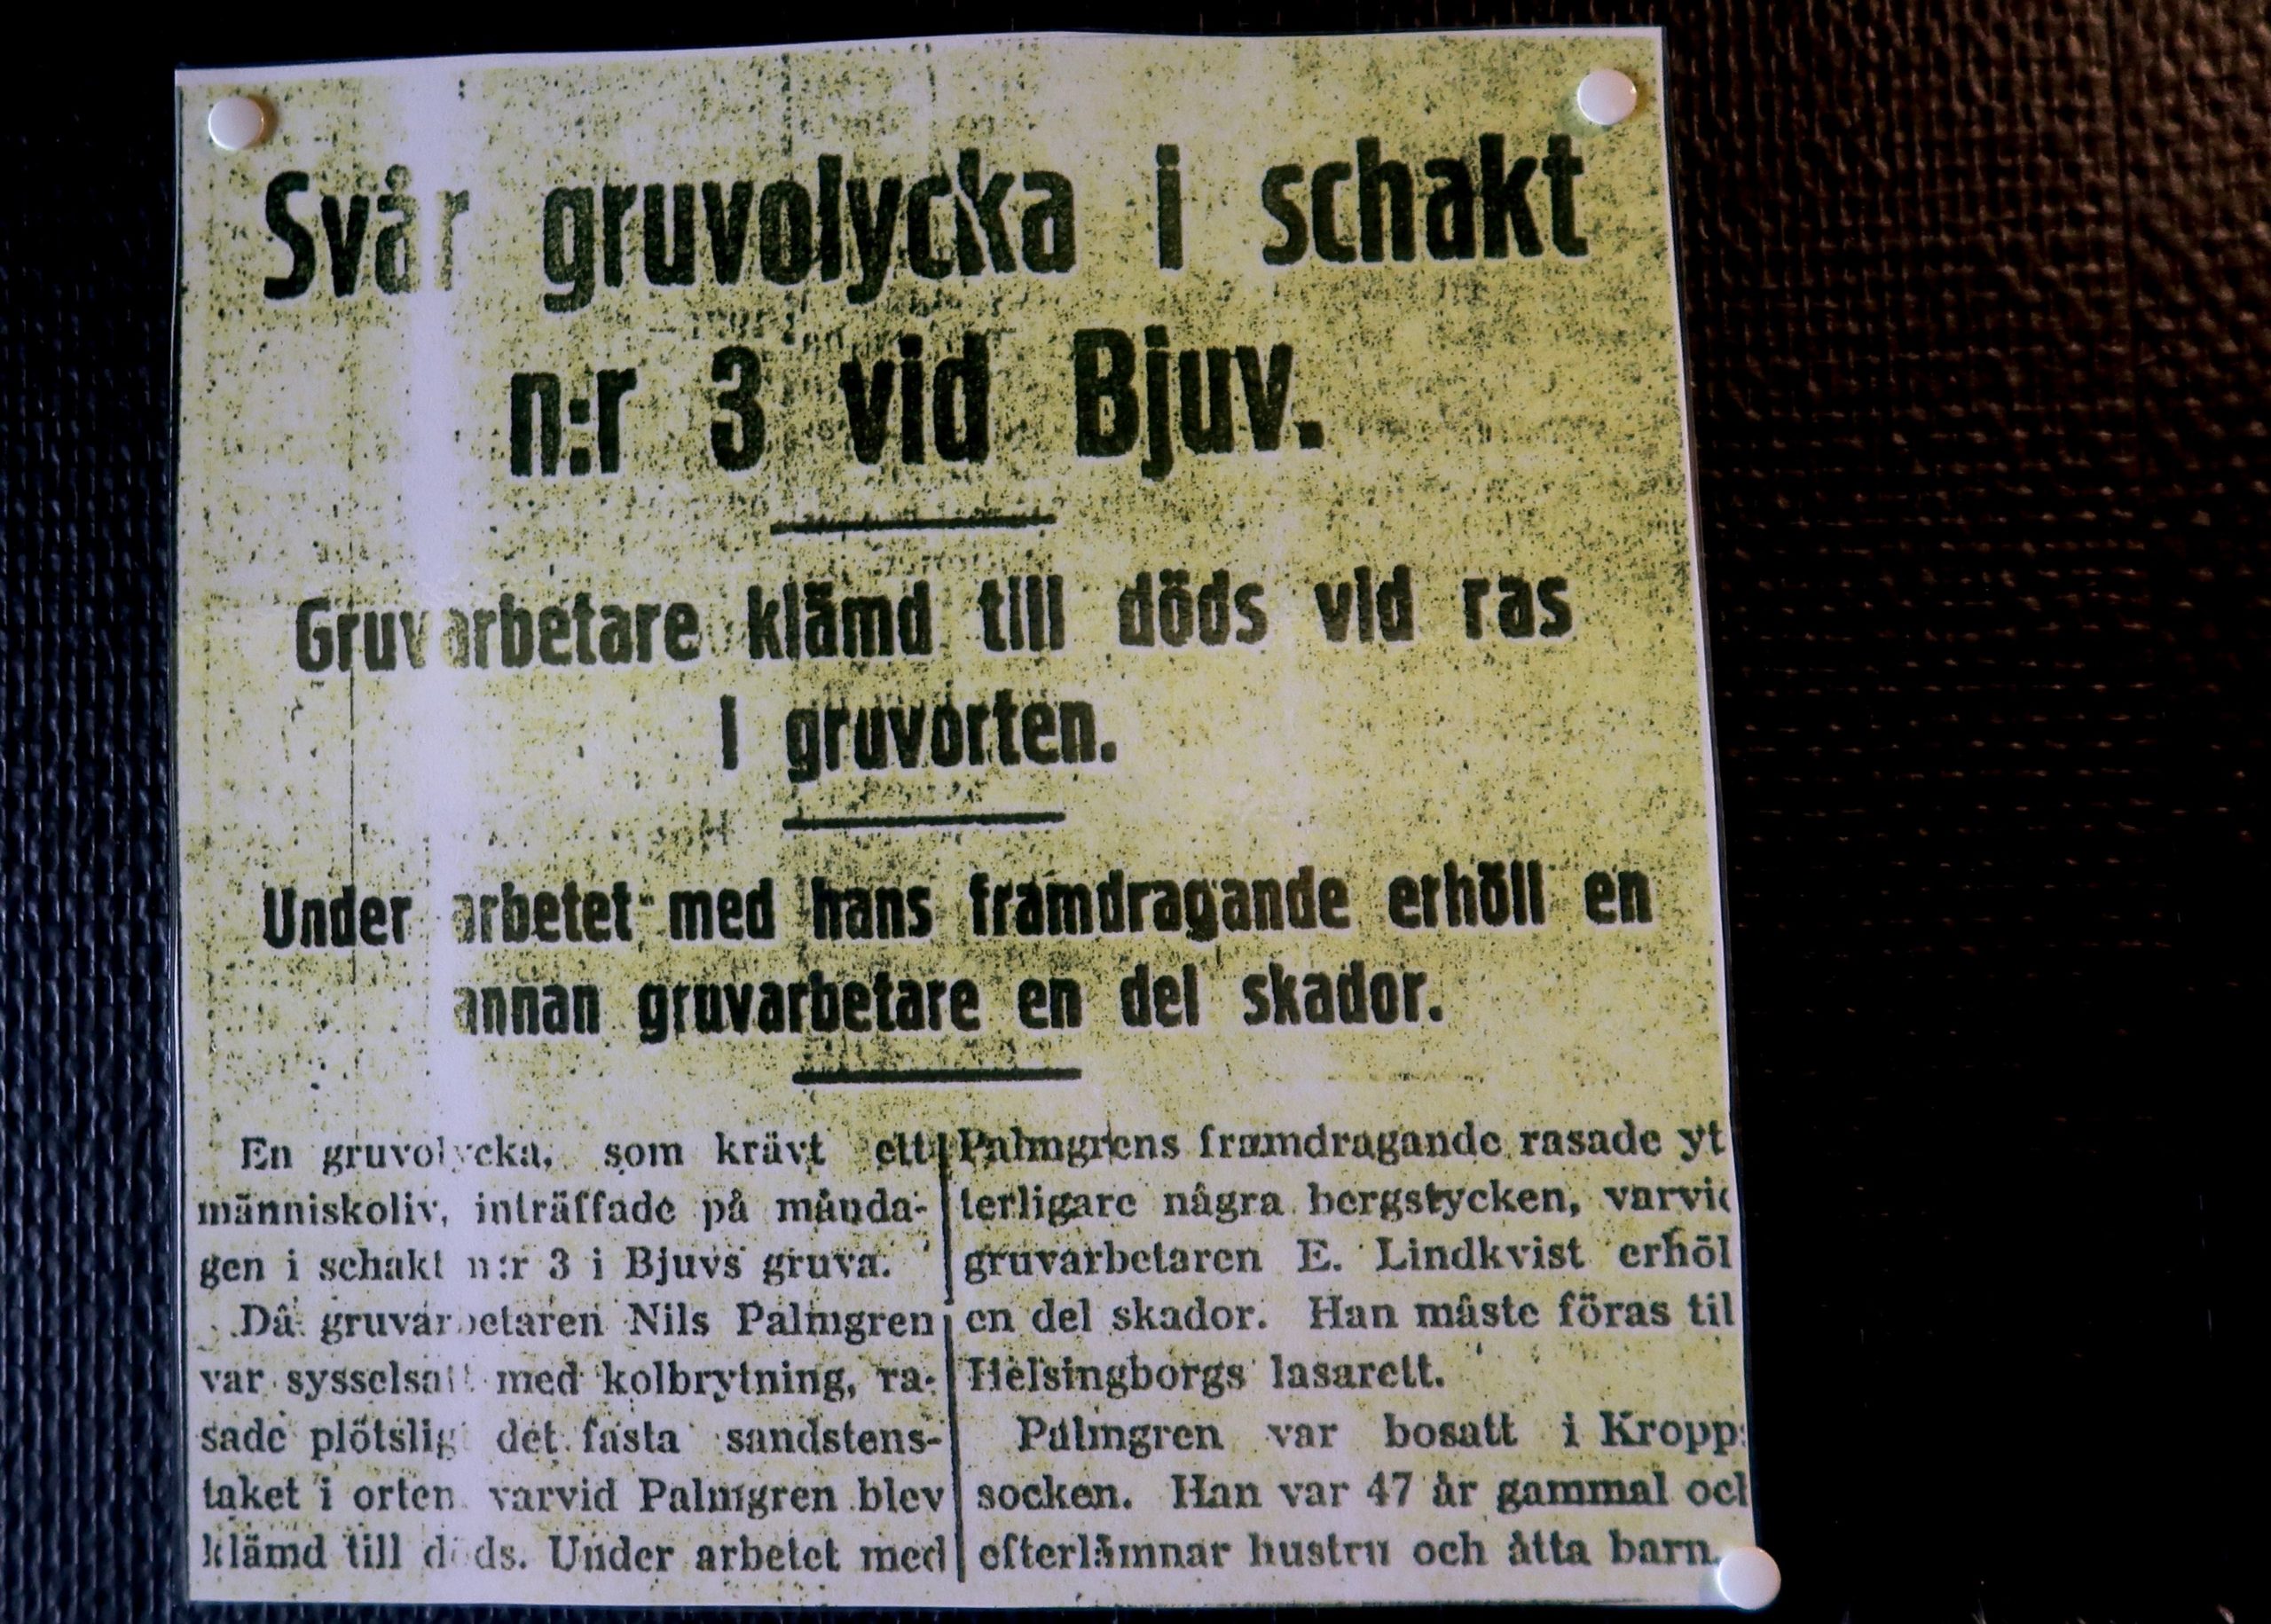 Svår gruvolycka i schakt
n:r 3 vid Bjuv.
Gruvarbetare klämd till döds vid ras
i gruvorten.
Under arbetet med hans framdragande erhöll en
annan gruvarbetare en del skador.
En gruvolycka, som krävt ett
människoliv, inträffade på månda-
gen i schakt n:r 3 i Bjuvs gruva.
Då gruvarbetaren Nils Palmgren
var sysselsatt med kolbrytning, ra-
sade plötsligt det fasta sandstens-
taket i orten varvid Palmgren blev
klämd till döds. Under arbetet med
Palmgrens framdragande rasade yt
terligare några bergstycken, varvid
gruvarbetaren E. Lindkvist erhöl
en del skador. Han måste föras til
Helsingborgs lasarett.
Palmgren var bosatt i Kropps
socken. Han var 47 år gammal och
efterlämnar hustru och åtta barn.